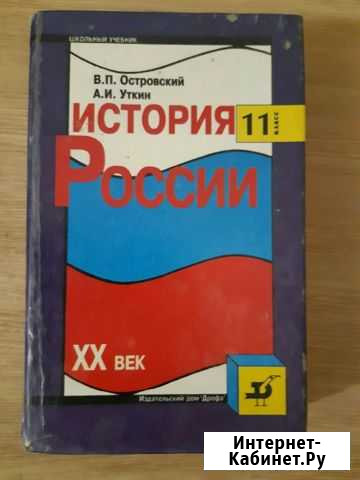 ШКОЛЬНЫЙ УЧЕБНИК
В.П. Островский
А.И. Уткин
ИСТОРИЯ
11 КЛАСС
РОССИИ
XX ВЕК
Издательский дом "Дрофа"
Интернет-
Кабинет.Ру